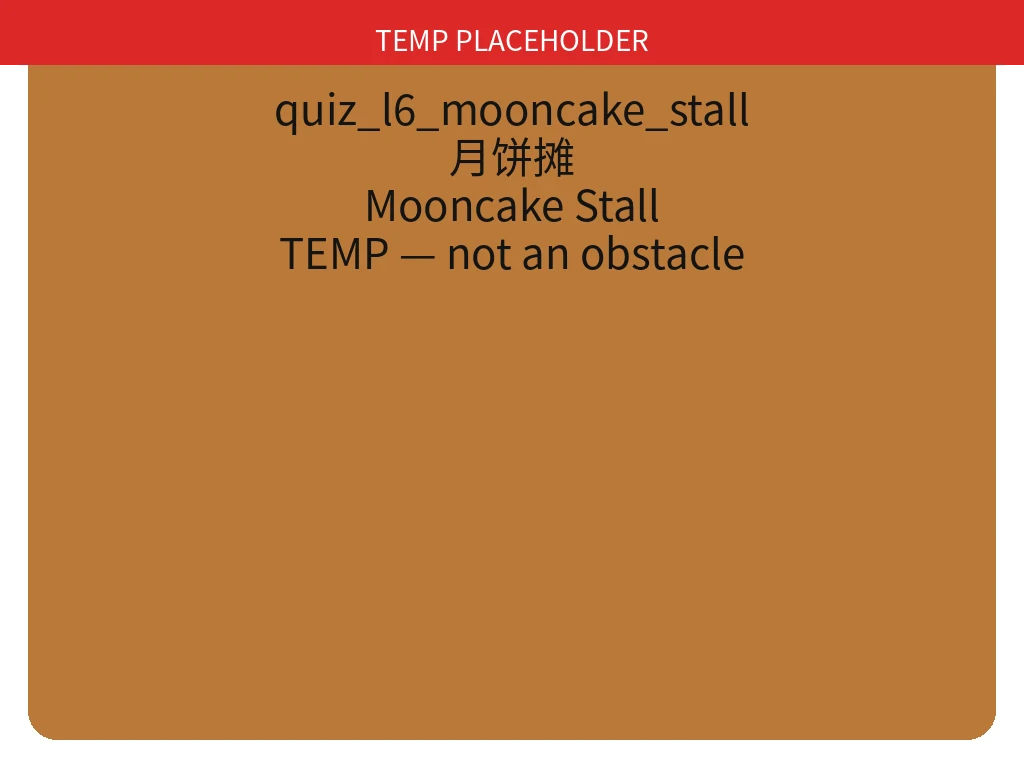 TEMP PLACEHOLDER
quiz_l6_mooncake_stall
月饼摊
Mooncake Stall
TEMP — not an obstacle